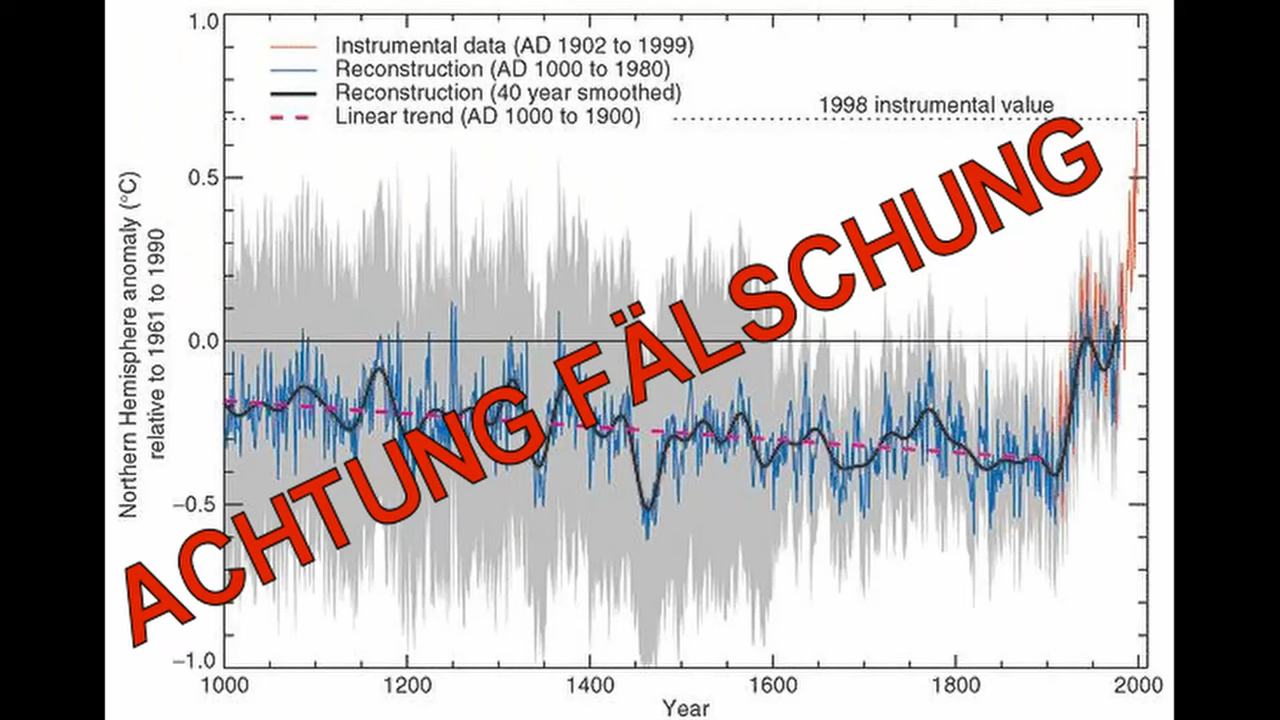 1.0
Instrumental data (AD 1902 to 1999)
Reconstruction (AD 1000 to 1980)
Reconstruction (40 year smoothed)
Linear trend (AD 1000 to 1900)
1998 instrumental value
0.5
0.0
−0.5
−1.0
Northern Hemisphere anomaly (°C)
relative to 1961 to 1990
ACHTUNG FÄLSCHUNG
1000 1200 1400 1600 1800 2000
Year